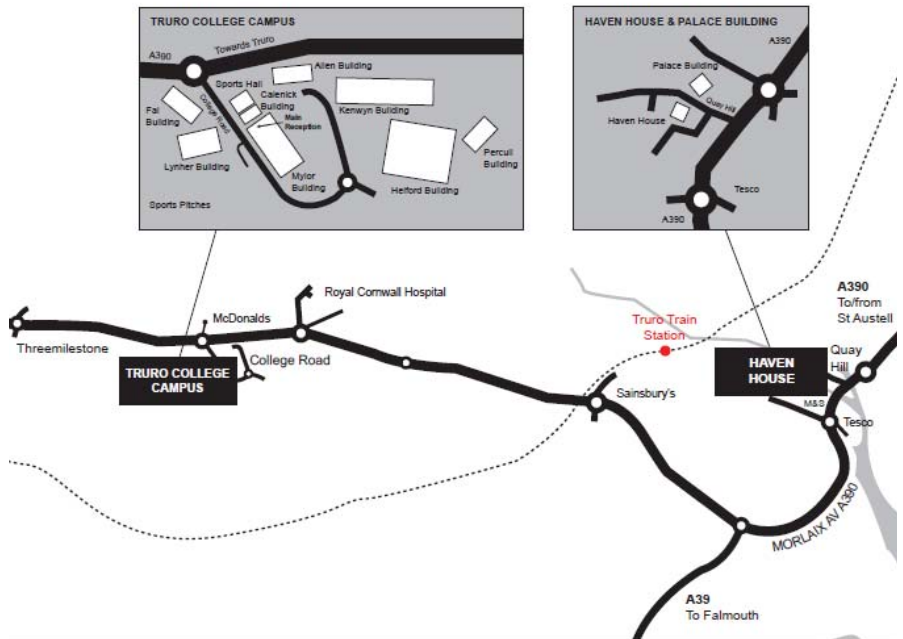 TRURO COLLEGE CAMPUS
A390
Towards Truro
Allen Building
Sports Hall
Calenick
Building
Kenwyn Building
Main
Reception
College Road
Fal
Building
Lynher Building
Mylor
Building
Helford Building
Percuil
Building
Sports Pitches
HAVEN HOUSE & PALACE BUILDING
A390
Palace Building
Quay Hill
Haven House
Tesco
A390
Royal Cornwall Hospital
McDonalds
Threemilestone
College Road
TRURO COLLEGE
CAMPUS
Truro Train
Station
A390
To/from
St Austell
Quay
Hill
HAVEN
HOUSE
M&S
Tesco
Sainsbury's
MORLAIX AV A390
A39
To Falmouth